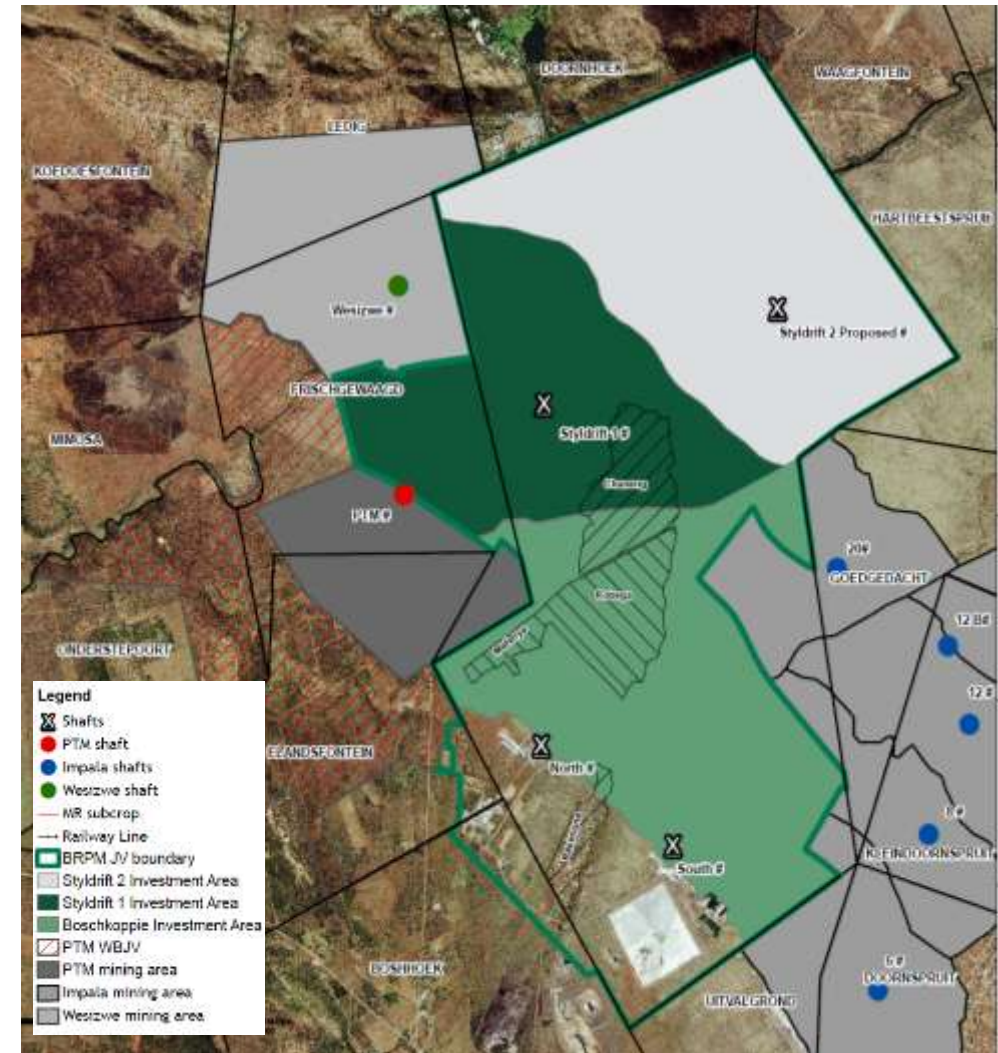 DOORNHOEK
WAAGFONTEIN
LEDIG
KOEDOESFONTEIN
HARTBEESTSPRUIT
Wesizwe #
Styldrift 2 Proposed #
FRISCHGEWAAGD
MIMOSA
Styldrift 1 #
Chaneng
PTM #
20#
GOEDGEDACHT
Rasimone
12 B#
ONDERSTEPOORT
12 #
ELANDSFONTEIN
North #
KLEINDOORNSPRUIT
South #
BOSHHOEK
6 #
DOORNSPRUIT
UITVALGROND
Legend
Shafts
PTM shaft
Impala shafts
Wesizwe shaft
MR subcrop
Railway Line
BRPM JV boundary
Styldrift 2 Investment Area
Styldrift 1 Investment Area
Boschkoppie Investment Area
PTM WBJV
PTM mining area
Impala mining area
Wesizwe mining area